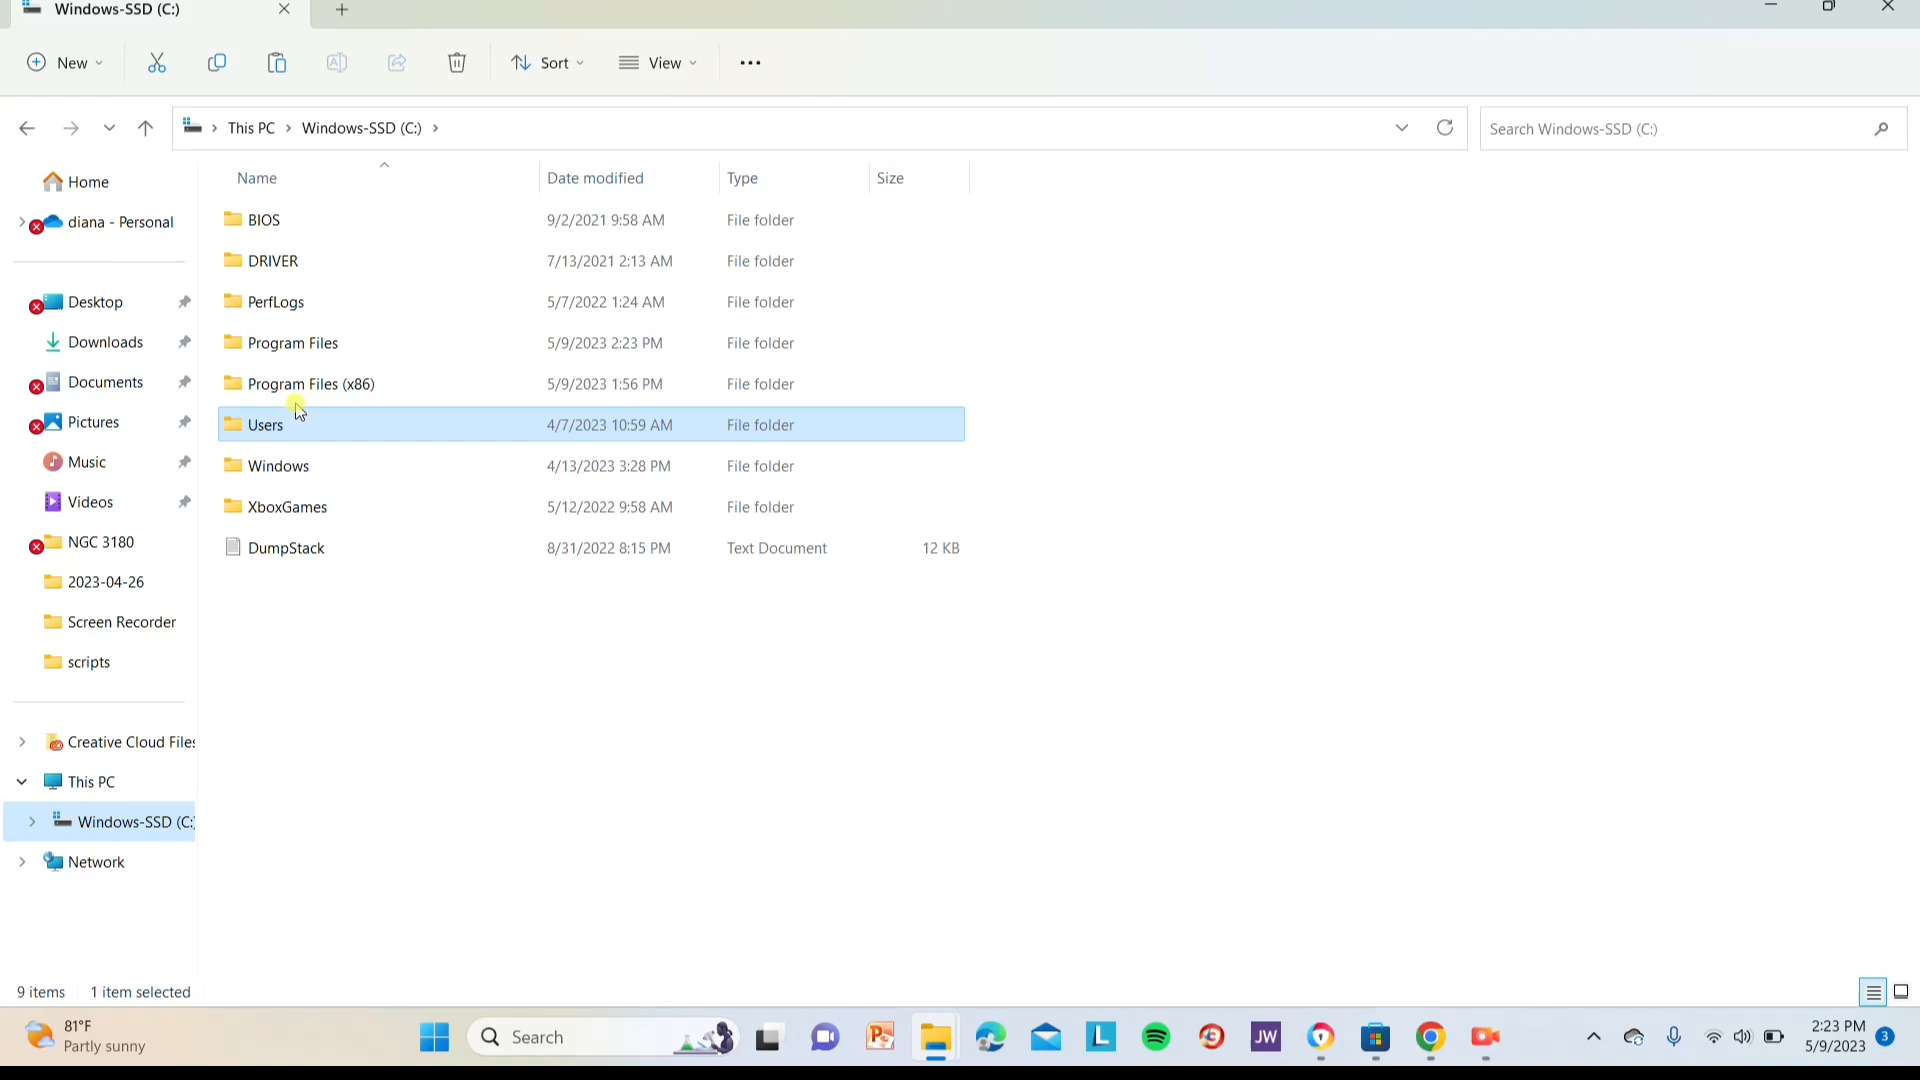 Windows-SSD (C:)
New
Sort
View
This PC > Windows-SSD (C:) >
Search Windows-SSD (C:)
Name Date modified Type Size
Home
diana - Personal
Desktop
Downloads
Documents
Pictures
Music
Videos
NGC 3180
2023-04-26
Screen Recorder
scripts
Creative Cloud Files
This PC
Windows-SSD (C:)
Network
BIOS 9/2/2021 9:58 AM File folder
DRIVER 7/13/2021 2:13 AM File folder
PerfLogs 5/7/2022 1:24 AM File folder
Program Files 5/9/2023 2:23 PM File folder
Program Files (x86) 5/9/2023 1:56 PM File folder
Users 4/7/2023 10:59 AM File folder
Windows 4/13/2023 3:28 PM File folder
XboxGames 5/12/2022 9:58 AM File folder
DumpStack 8/31/2022 8:15 PM Text Document 12 KB
9 items 1 item selected
81°F
Partly sunny
Search
L
JW
2:23 PM
5/9/2023
3